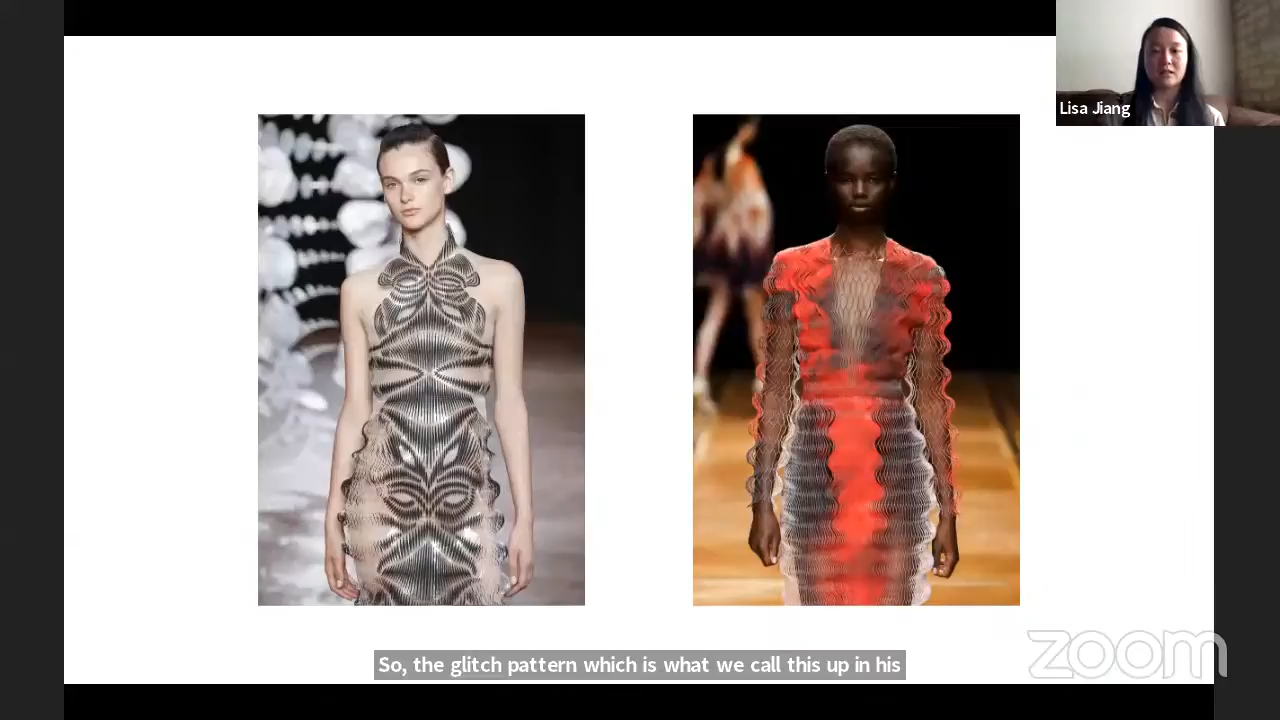 Lisa Jiang
So, the glitch pattern which is what we call this up in his
zoom